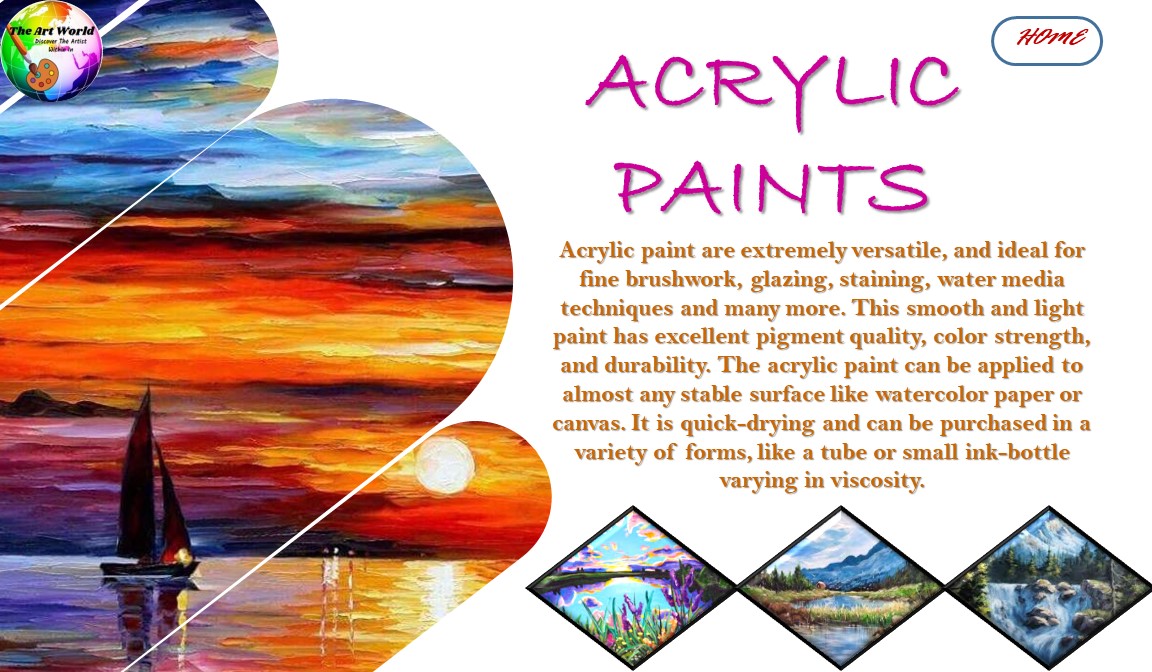 The Art World
Discover The Artist
Within You
HOME
ACRYLIC
PAINTS
Acrylic paint are extremely versatile, and ideal for
fine brushwork, glazing, staining, water media
techniques and many more. This smooth and light
paint has excellent pigment quality, color strength,
and durability. The acrylic paint can be applied to
almost any stable surface like watercolor paper or
canvas. It is quick-drying and can be purchased in a
variety of forms, like a tube or small ink-bottle
varying in viscosity.